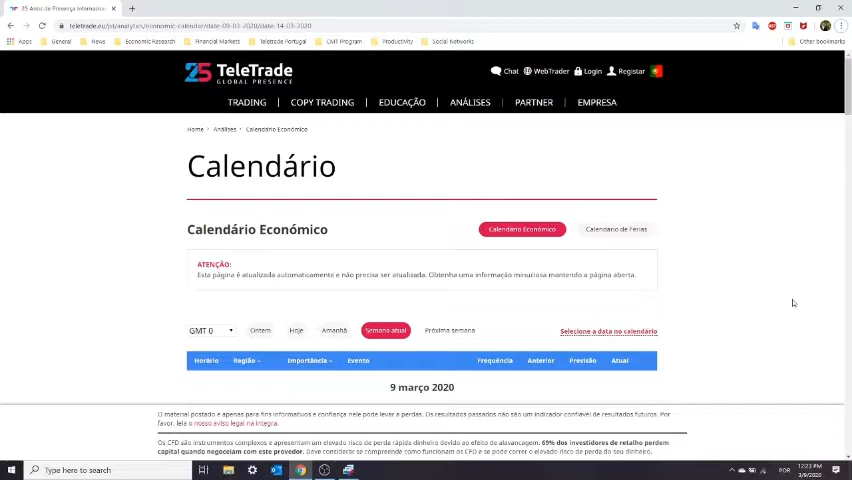 25 Anos de Presença Internacion
teletrade.eu/pt/analytics/economic-calendar/date-09-03-2020/date-14-03-2020
Apps General News Economic Research Financial Markets Teletrade Portugal CMT Program Productivity Social Networks Other bookmarks
25 TeleTrade
GLOBAL PRESENCE
Chat WebTrader Login Registar
TRADING COPY TRADING EDUCAÇÃO ANÁLISES PARTNER EMPRESA
Home Análises Calendário Económico
Calendário
Calendário Económico Calendário Económico Calendário de Férias
ATENÇÃO:
Esta página é atualizada automaticamente e não precisa ser atualizada. Obtenha uma informação minuciosa mantendo a página aberta.
GMT 0 Ontem Hoje Amanhã Semana atual Próxima semana Selecione a data no calendário
Horário Região Importância Evento Frequência Anterior Previsão Atual
9 março 2020
O material postado e apenas para fins informativos e confiança nele pode levar a perdas. Os resultados passados não são um indicador confiável de resultados futuros. Por
favor, leia o nosso aviso legal na íntegra.
Os CFD são instrumentos complexos e apresentam um elevado risco de perda rápida dinheiro devido ao efeito de alavancagem. 69% dos investidores de retalho perdem
capital quando negoceiam com este provedor. Deve considerar se compreende como funcionam os CFD e se pode correr o elevado risco de perda do seu dinheiro.
Type here to search
POR
12:23 PM
3/9/2020